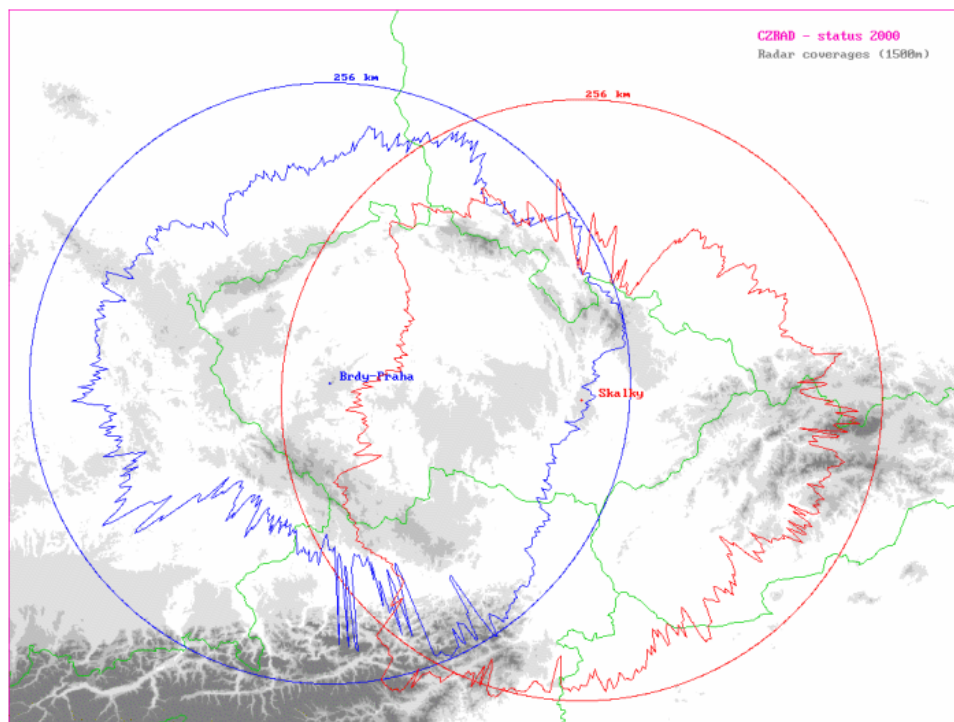 CZRAD - status 2000
Radar coverages (1500m)
256 km
256 km
Brdy-Praha
Skalky